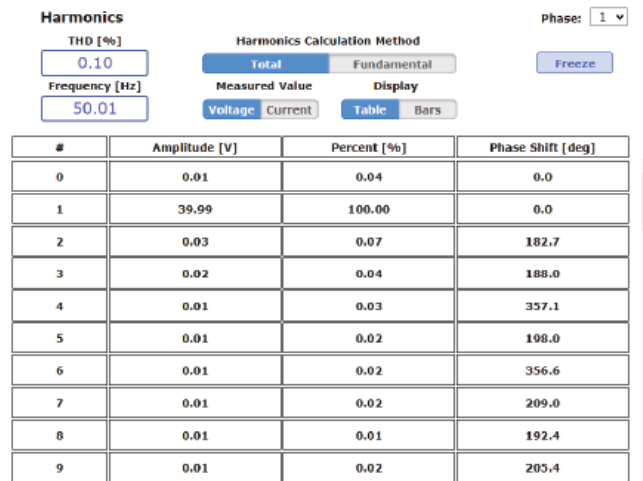 Harmonics Phase: 1
THD [%] Harmonics Calculation Method
0.10 Total Fundamental Freeze
Frequency [Hz] Measured Value Display
50.01 Voltage Current Table Bars
# Amplitude [V] Percent [%] Phase Shift [deg]
0 0.01 0.04 0.0
1 39.99 100.00 0.0
2 0.03 0.07 182.7
3 0.02 0.04 188.0
4 0.01 0.03 357.1
5 0.01 0.02 198.0
6 0.01 0.02 356.6
7 0.01 0.02 209.0
8 0.01 0.01 192.4
9 0.01 0.02 205.4